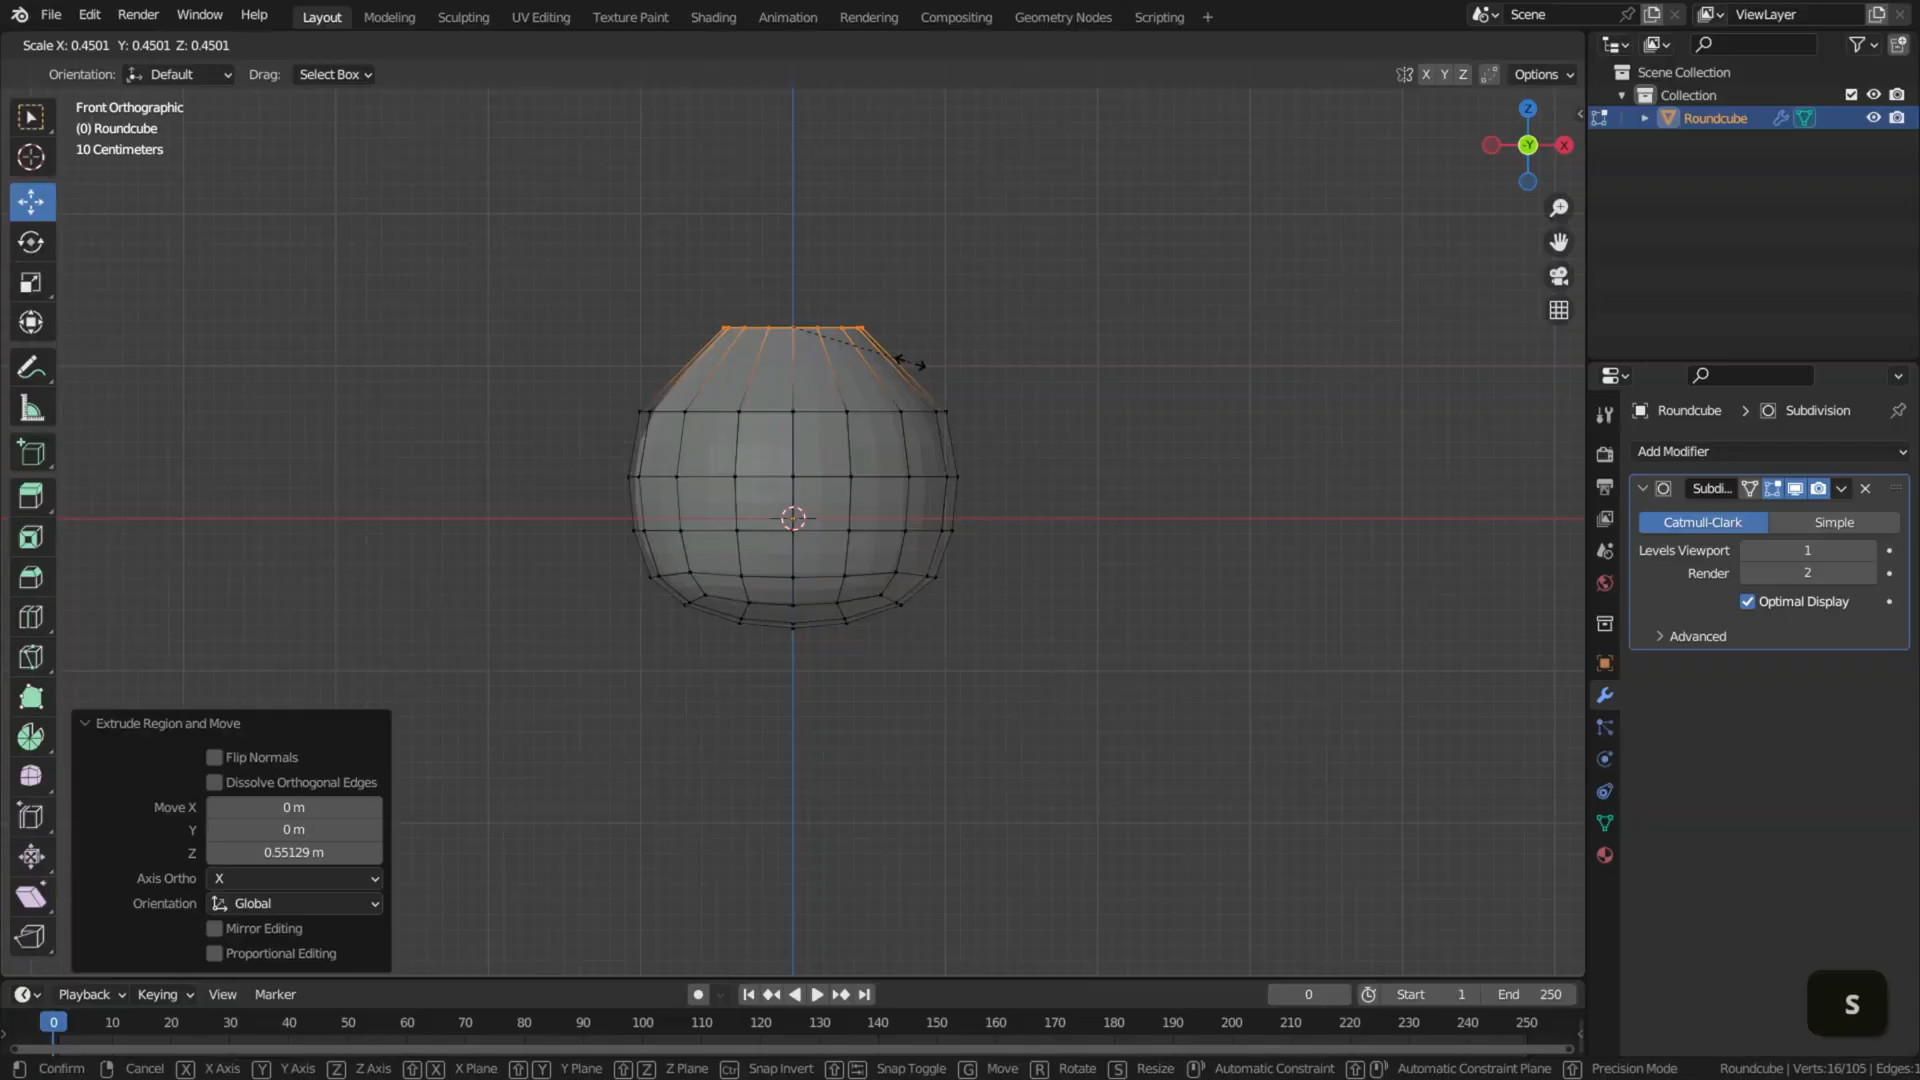 File Edit Render Window Help Layout Modeling Sculpting UV Editing Texture Paint Shading Animation Rendering Compositing Geometry Nodes Scripting + Scene ViewLayer
Scale X: 0.4501 Y: 0.4501 Z: 0.4501
Orientation: Default Drag: Select Box X Y Z Options
Scene Collection
Collection
Roundcube
Front Orthographic
(0) Roundcube
10 Centimeters
Z
-Y
X
Roundcube > Subdivision
Add Modifier
Subdi...
Catmull-Clark Simple
Levels Viewport 1
Render 2
Optimal Display
Advanced
Extrude Region and Move
Flip Normals
Dissolve Orthogonal Edges
Move X 0 m
Y 0 m
Z 0.55129 m
Axis Ortho X
Orientation Global
Mirror Editing
Proportional Editing
Playback Keying View Marker 0 Start 1 End 250
S
0 10 20 30 40 50 60 70 80 90 100 110 120 130 140 150 160 170 180 190 200 210 220 230 240 250
Confirm Cancel X X Axis Y Y Axis Z Z Axis X X Plane Y Y Plane Z Z Plane Ctrl Snap Invert Snap Toggle G Move R Rotate S Resize Automatic Constraint Automatic Constraint Plane Precision Mode Roundcube | Verts:16/105 | Edges:1